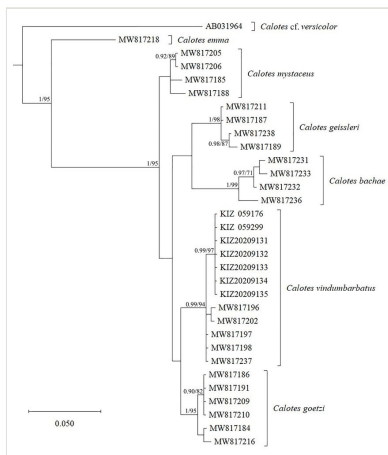 AB031964
Calotes cf. versicolor
MW817218
Calotes emma
1/95
MW817205
0.92/89
MW817206
Calotes mystaceus
MW817185
MW817188
1/95
MW817211
1/98
MW817187
Calotes geissleri
MW817238
0.98/87
MW817189
MW817231
0.97/71
MW817233
Calotes bachae
MW817232
1/99
MW817236
KIZ 059176
KIZ 059299
KIZ20209131
0.99/97
KIZ20209132
KIZ20209133
KIZ20209134
Calotes vindumbarbatus
KIZ20209135
0.99/94
MW817196
MW817202
MW817197
MW817198
MW817237
MW817186
0.90/82
MW817191
MW817209
Calotes goetzi
1/95
MW817210
MW817184
MW817216
0.050